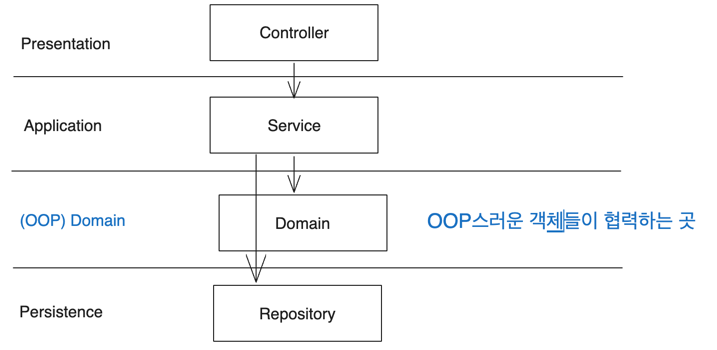 Presentation
Controller
Application
Service
(OOP) Domain
Domain
OOP스러운 객체들이 협력하는 곳
Persistence
Repository